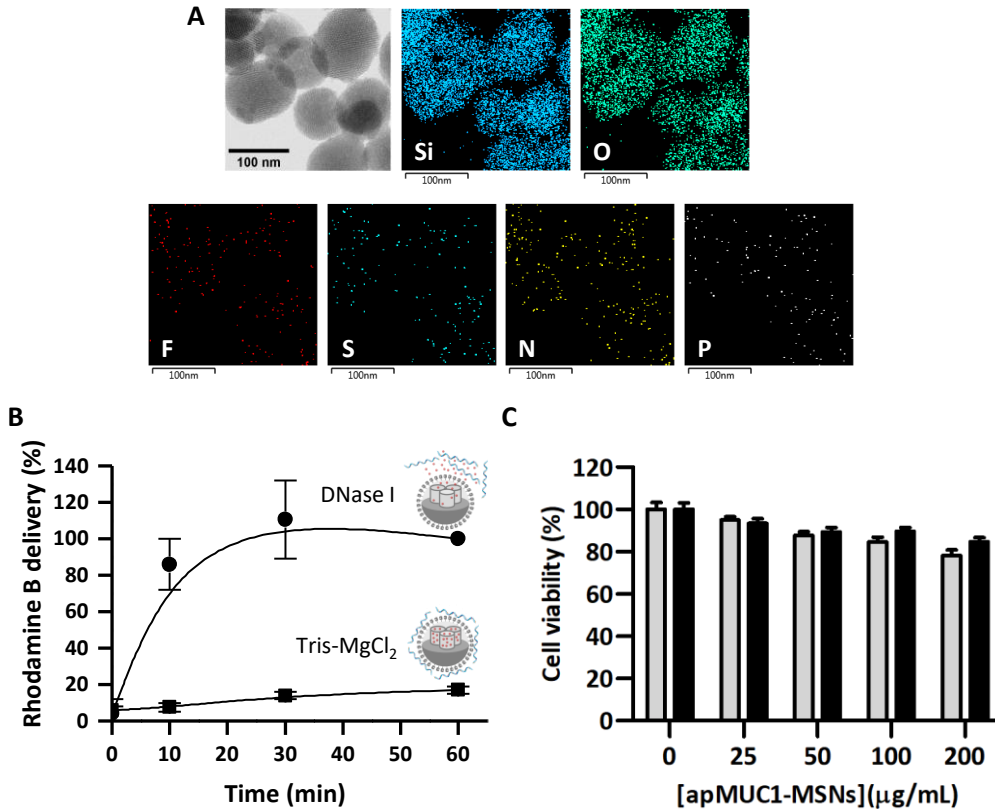 A
100 nm
Si
O
100nm
100nm
F
S
N
P
100nm
100nm
100nm
100nm
B
Rhodamine B delivery (%)
140
120
100
80
60
40
20
0
DNase I
Tris-MgCl₂
0
10
20
30
40
50
60
Time (min)
C
Cell viability (%)
120
100
80
60
40
20
0
0
25
50
100
200
[apMUC1-MSNs](µg/mL)